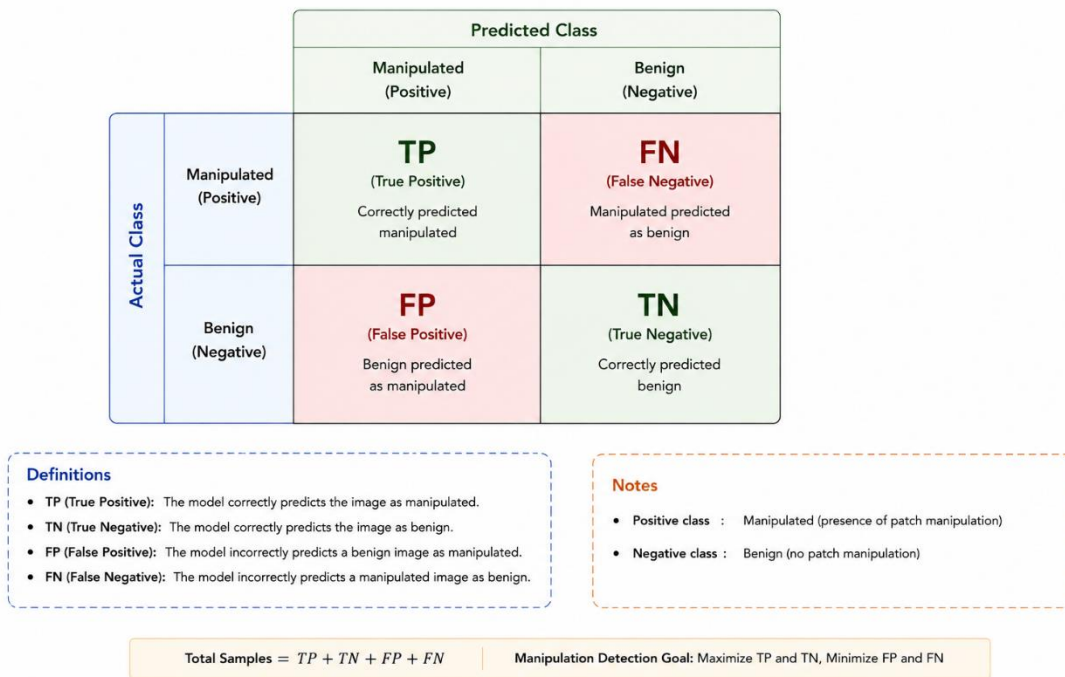 Predicted Class
Manipulated
(Positive)
Benign
(Negative)
Actual Class
Manipulated
(Positive)
TP
(True Positive)
Correctly predicted
manipulated
FN
(False Negative)
Manipulated predicted
as benign
Benign
(Negative)
FP
(False Positive)
Benign predicted
as manipulated
TN
(True Negative)
Correctly predicted
benign
Definitions
• TP (True Positive): The model correctly predicts the image as manipulated.
• TN (True Negative): The model correctly predicts the image as benign.
• FP (False Positive): The model incorrectly predicts a benign image as manipulated.
• FN (False Negative): The model incorrectly predicts a manipulated image as benign.
Notes
• Positive class : Manipulated (presence of patch manipulation)
• Negative class : Benign (no patch manipulation)
Total Samples = TP + TN + FP + FN
Manipulation Detection Goal: Maximize TP and TN, Minimize FP and FN